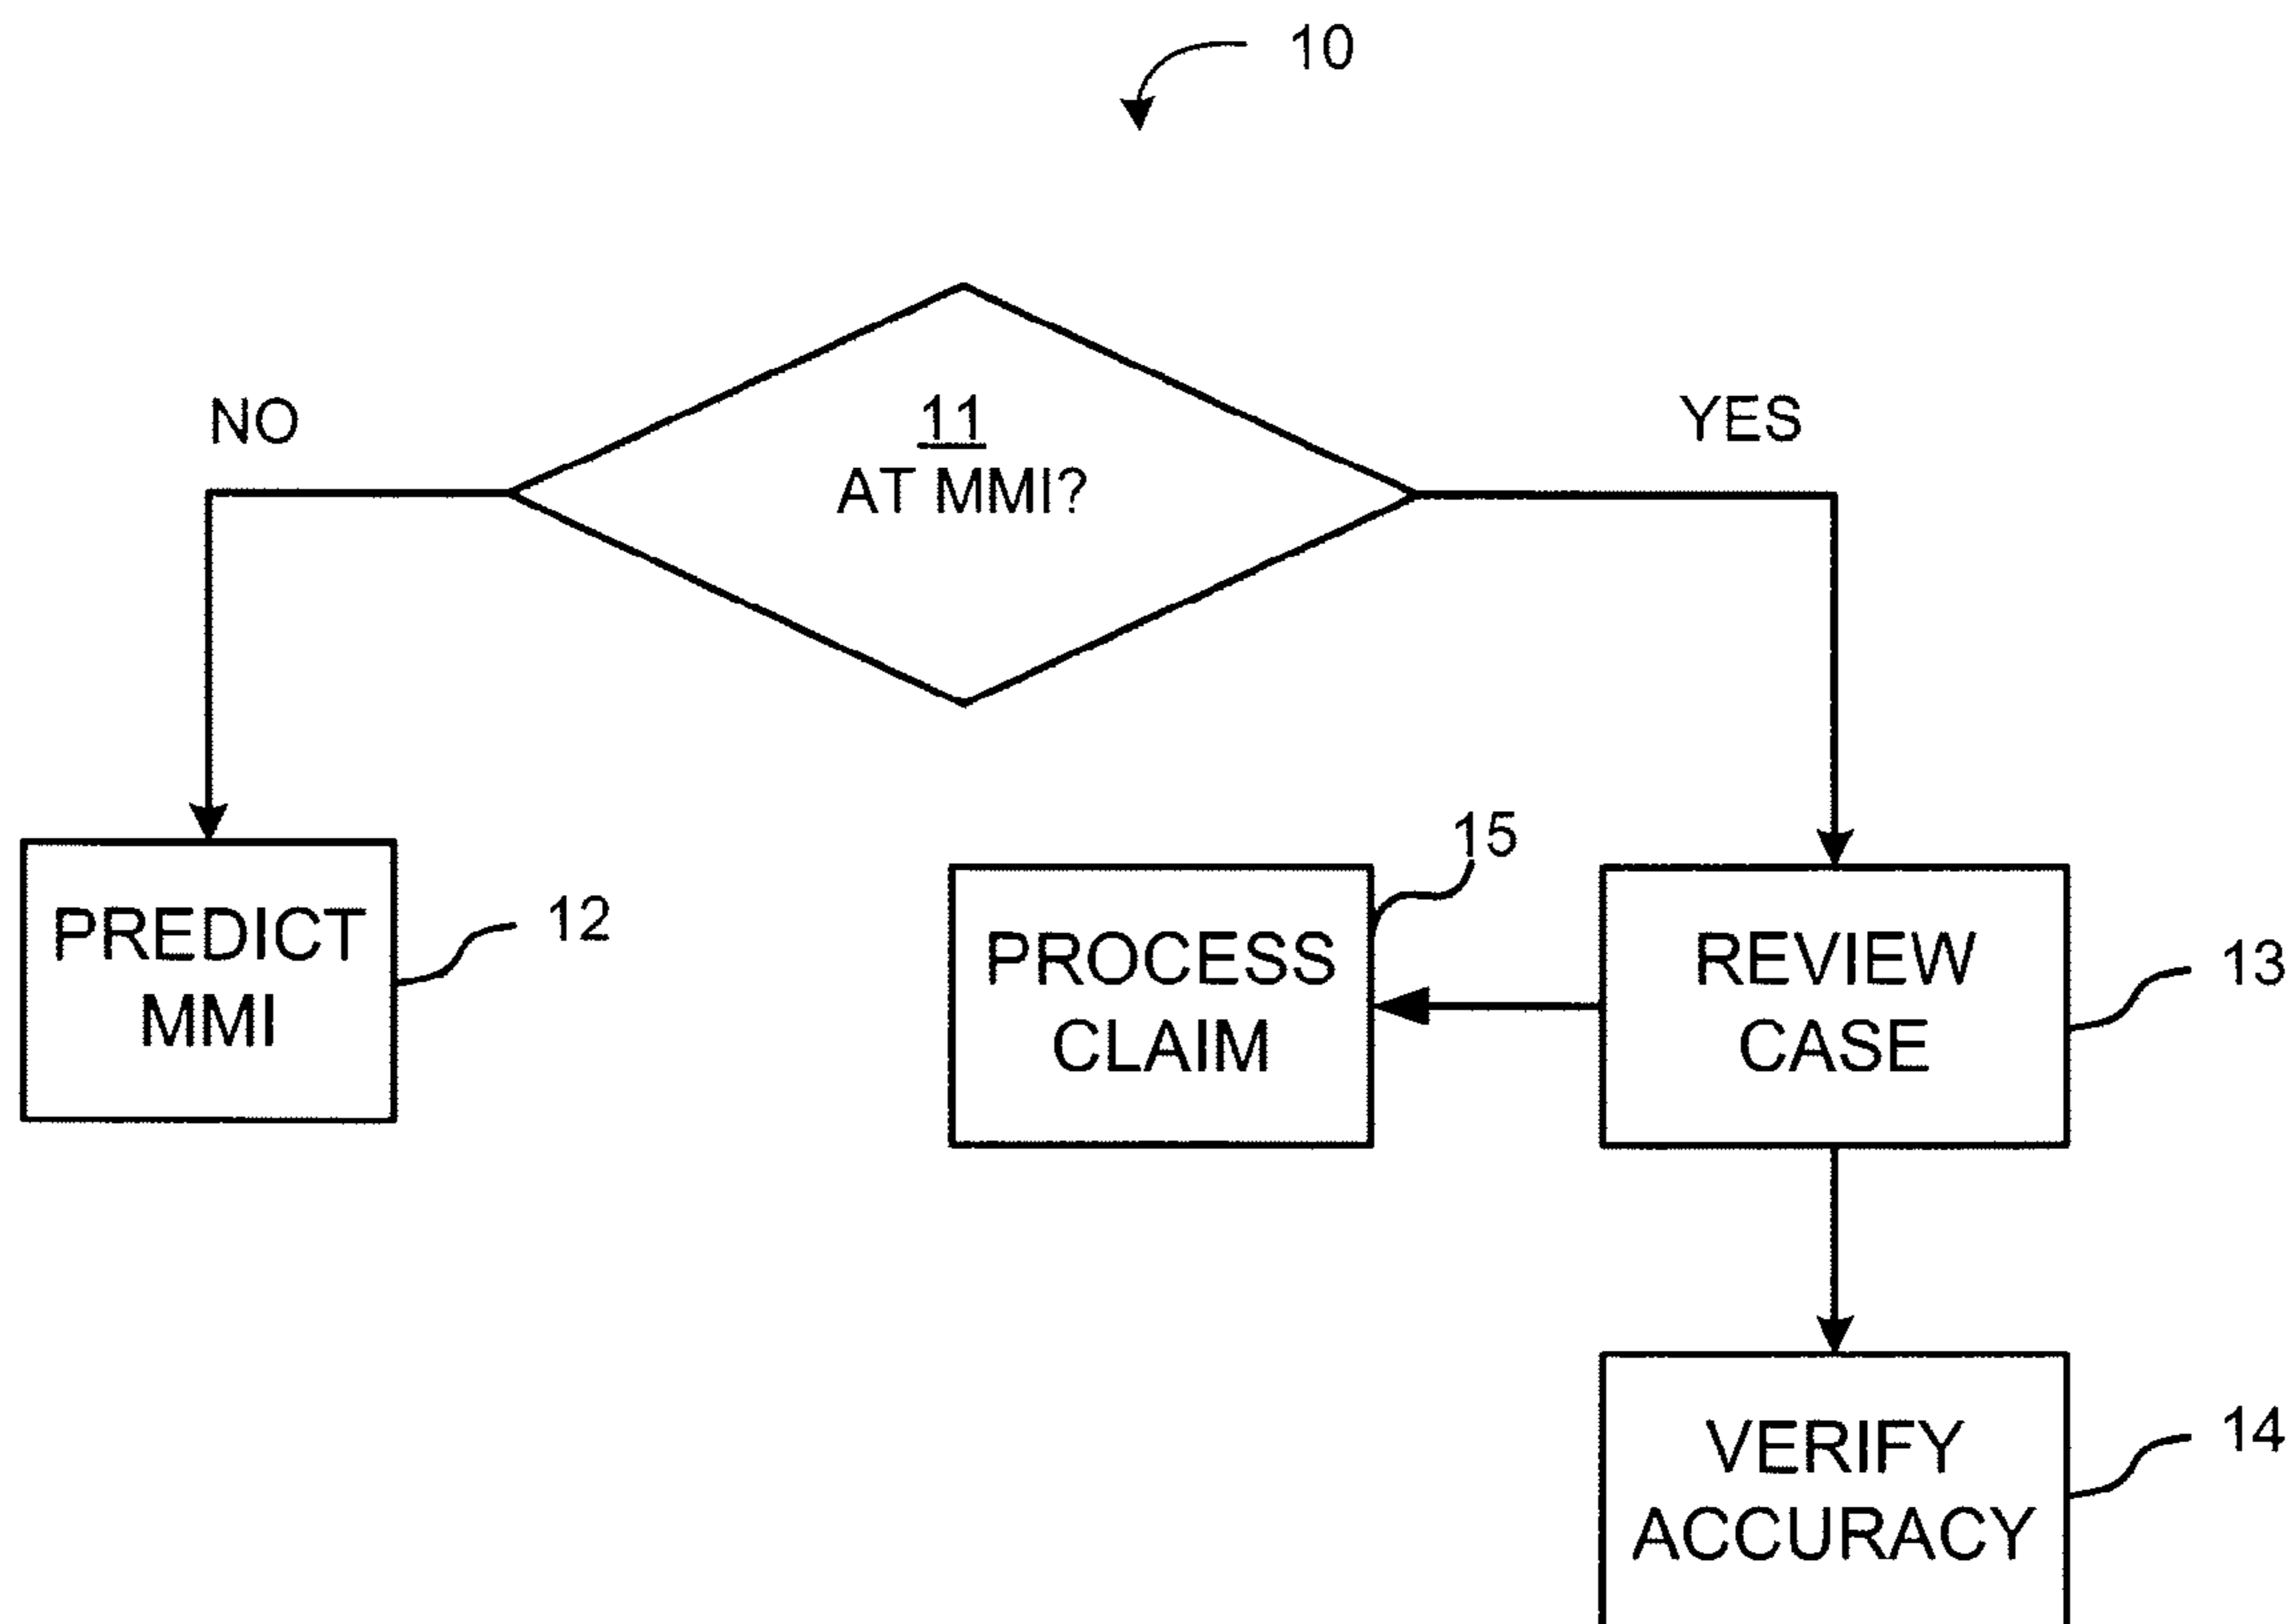 10
NO
11
AT MMI?
YES
PREDICT
MMI
12
15
PROCESS
CLAIM
REVIEW
CASE
13
VERIFY
ACCURACY
14